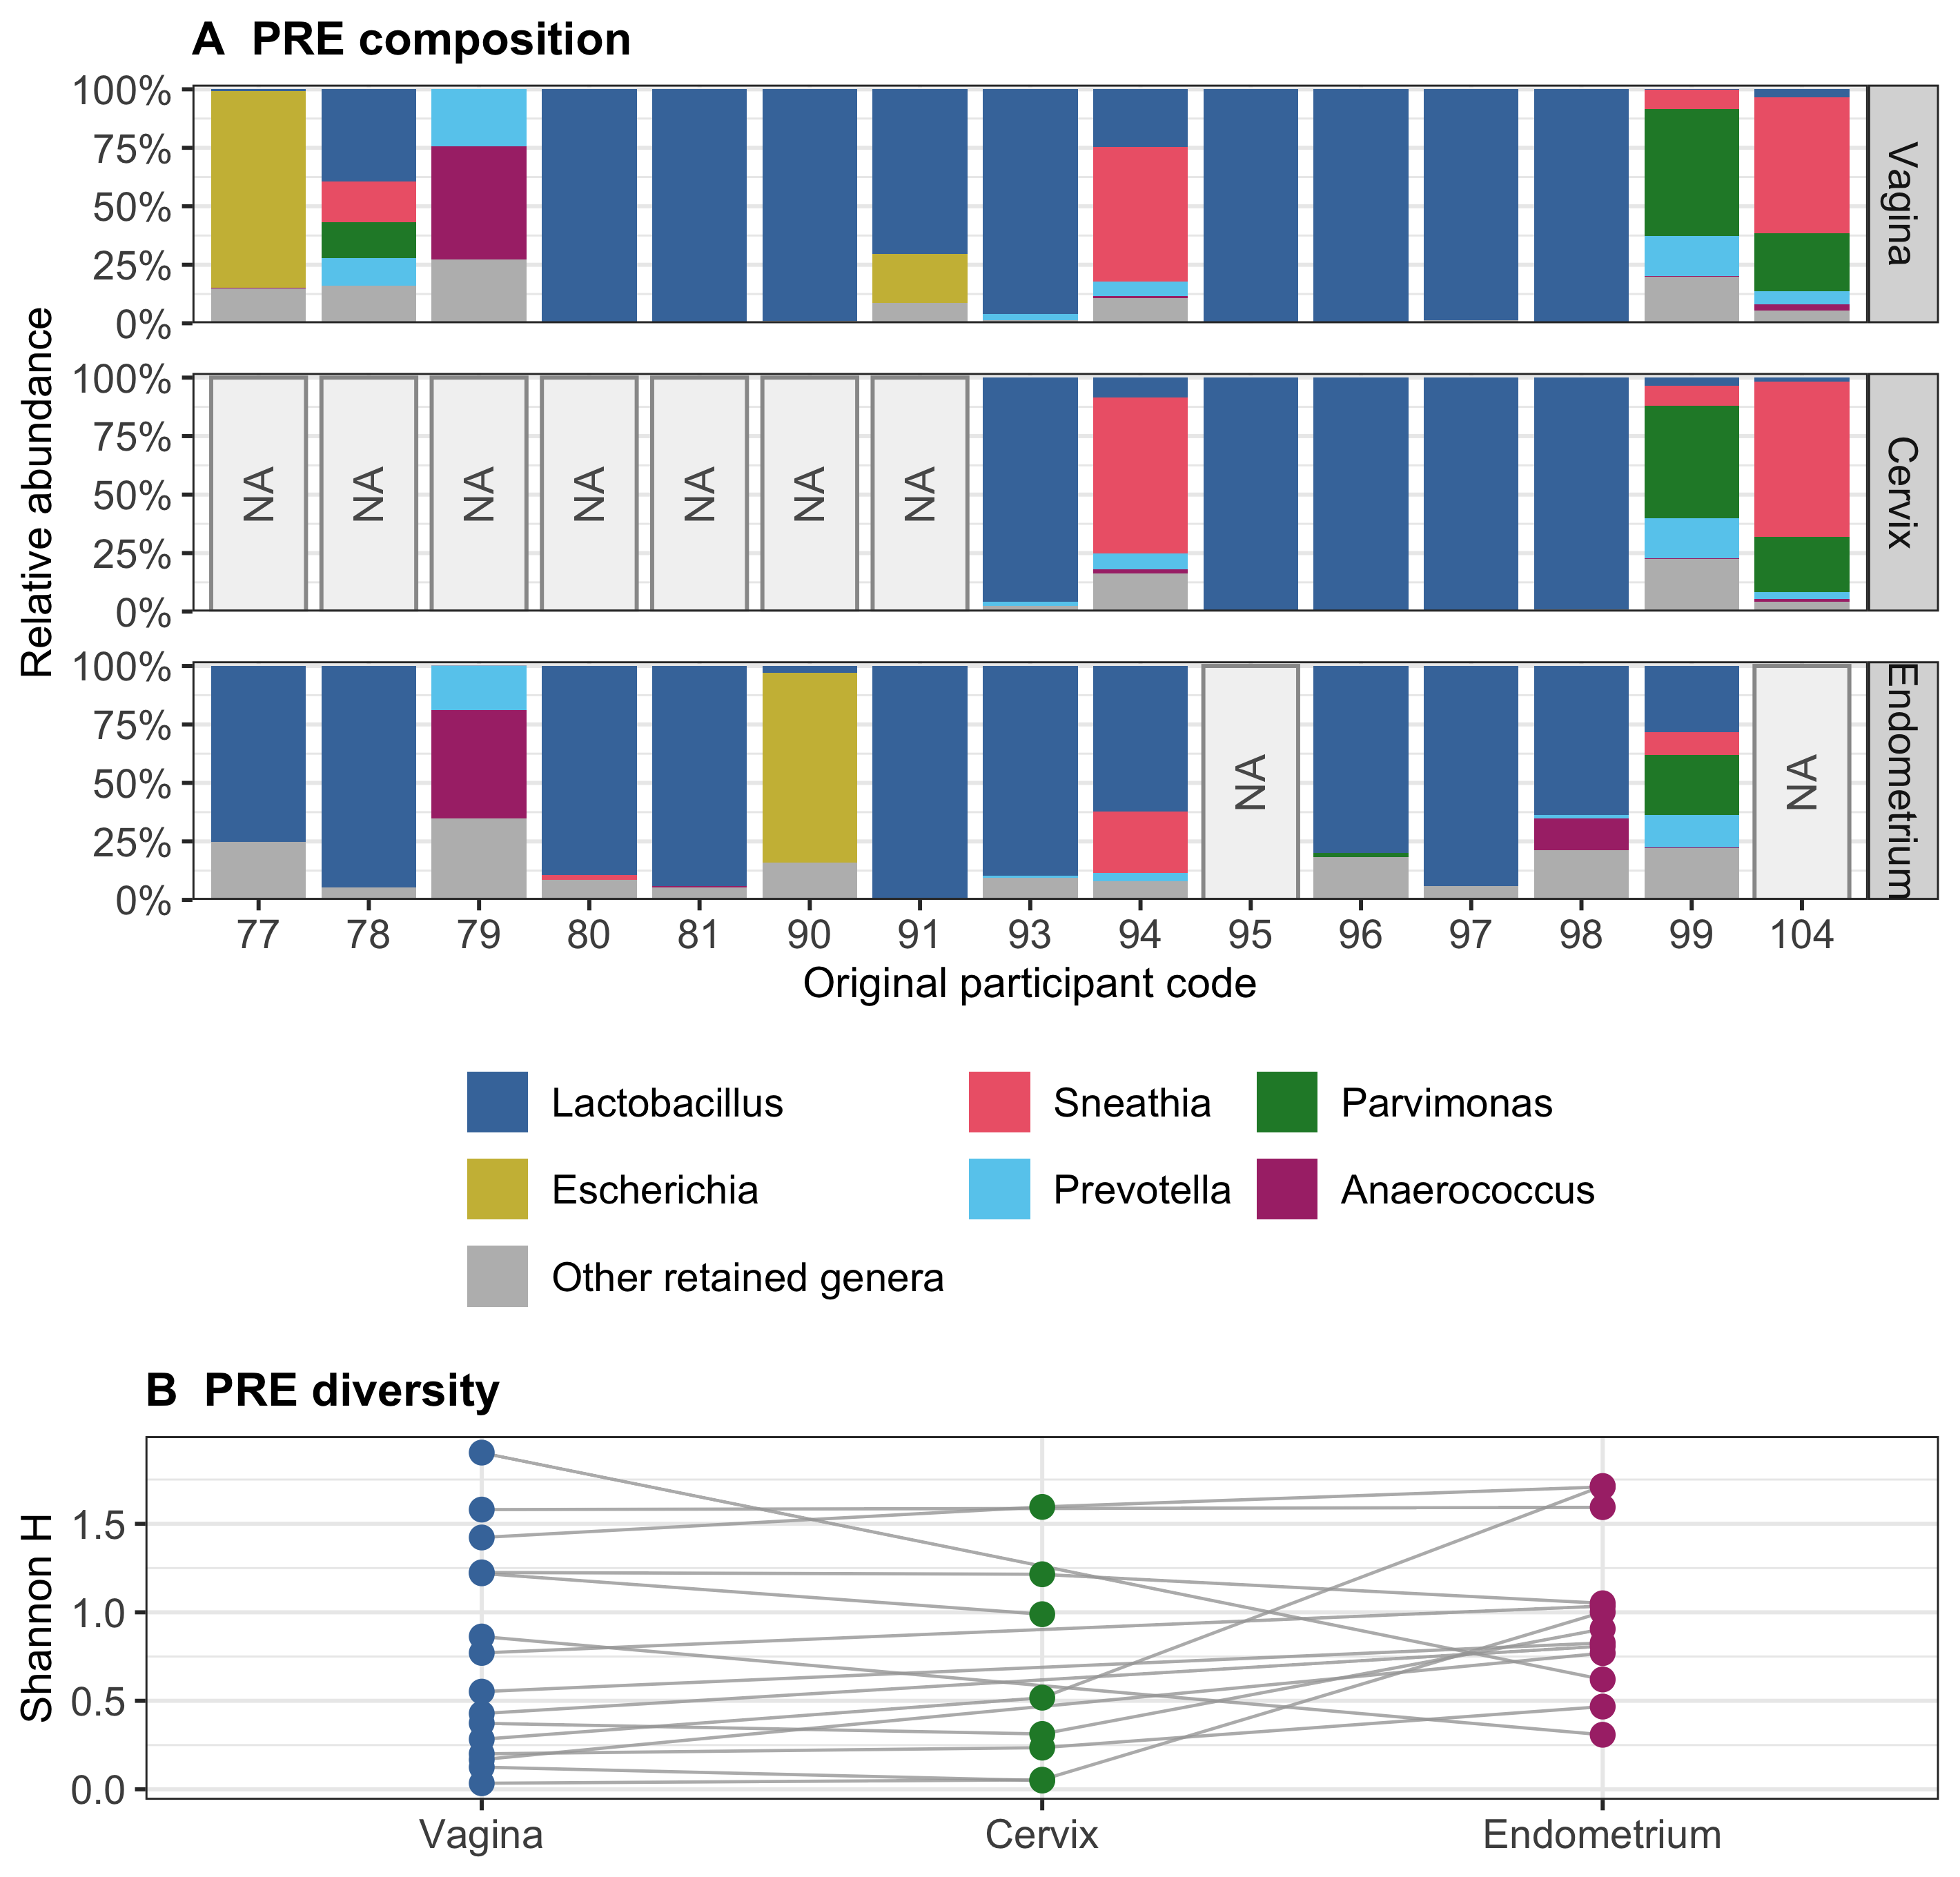 A PRE composition
Relative abundance
100%
75%
50%
25%
0%
Vagina
100%
75%
50%
25%
0%
NA NA NA NA NA NA NA
Cervix
100%
75%
50%
25%
0%
NA NA
Endometrium
77 78 79 80 81 90 91 93 94 95 96 97 98 99 104
Original participant code
Lactobacillus Sneathia Parvimonas
Escherichia Prevotella Anaerococcus
Other retained genera
B PRE diversity
Shannon H
1.5
1.0
0.5
0.0
Vagina Cervix Endometrium